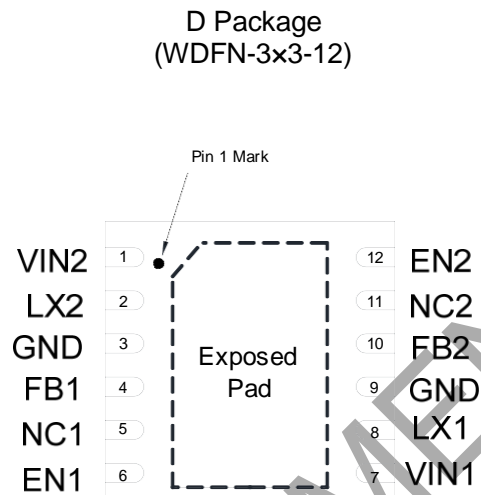 D Package
(WDFN-3×3-12)
Pin 1 Mark
VIN2 1 12 EN2
LX2 2 11 NC2
GND 3 10 FB2
Exposed
Pad
FB1 4 9 GND
NC1 5 8 LX1
EN1 6 7 VIN1